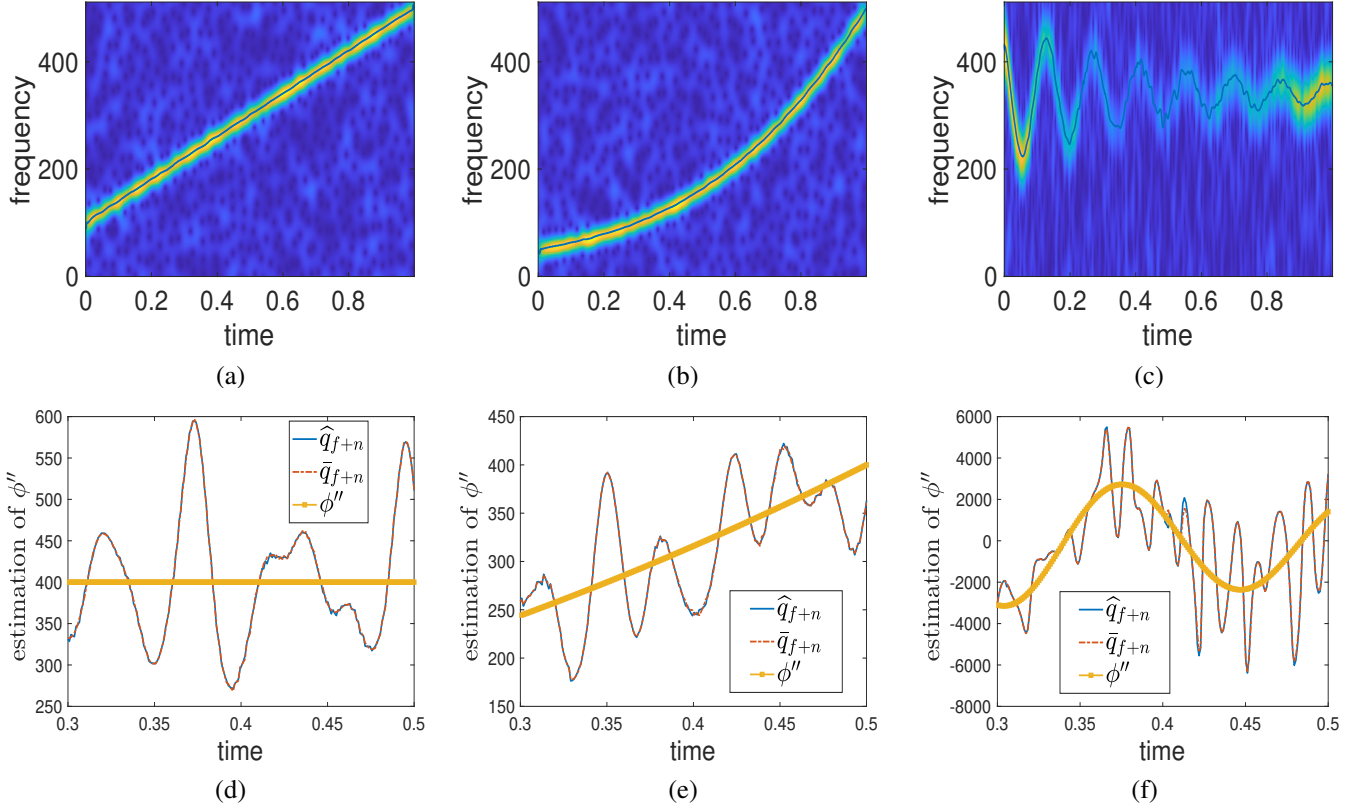 frequency
400
200
0
0 0.2 0.4 0.6 0.8
time
(a)
frequency
400
200
0
0 0.2 0.4 0.6 0.8
time
(b)
frequency
400
200
0
0 0.2 0.4 0.6 0.8
time
(c)
estimation of ϕ″
600
550
500
450
400
350
300
250
0.3 0.35 0.4 0.45 0.5
q̂f+n
q̄f+n
ϕ″
time
(d)
estimation of ϕ″
450
400
350
300
250
200
150
0.3 0.35 0.4 0.45 0.5
q̂f+n
q̄f+n
ϕ″
time
(e)
estimation of ϕ″
6000
4000
2000
0
-2000
-4000
-6000
-8000
0.3 0.35 0.4 0.45 0.5
q̂f+n
q̄f+n
ϕ″
time
(f)